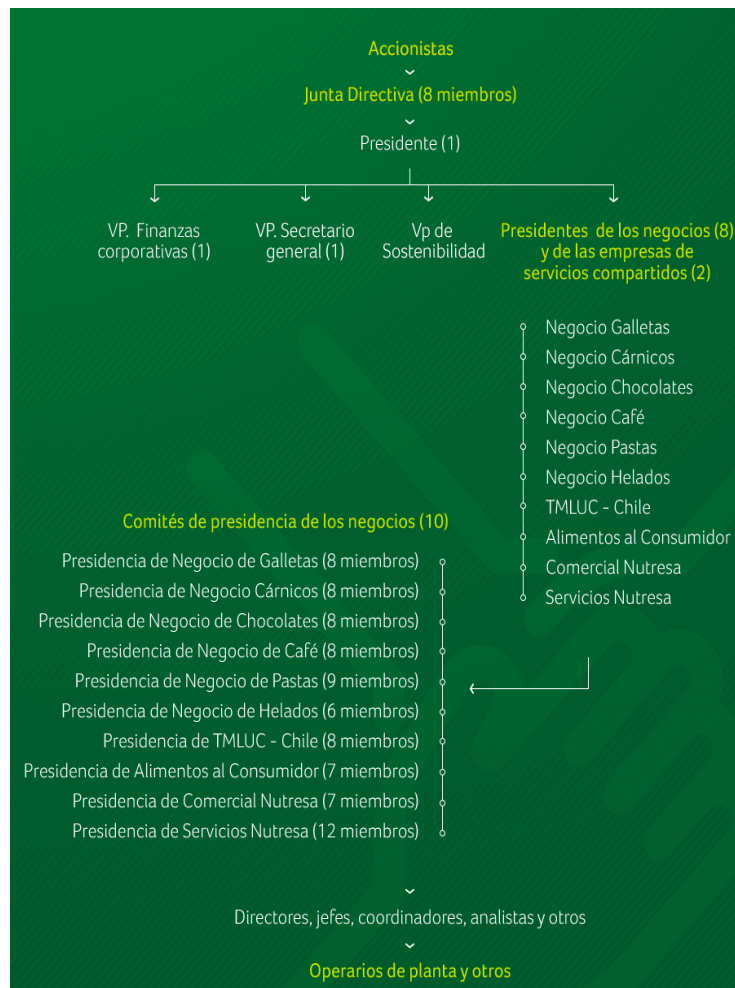 Accionistas
Junta Directiva (8 miembros)
Presidente (1)
VP. Finanzas
corporativas (1)
VP. Secretario
general (1)
Vp de
Sostenibilidad
Presidentes de los negocios (8)
y de las empresas de
servicios compartidos (2)
Negocio Galletas
Negocio Cárnicos
Negocio Chocolates
Negocio Café
Negocio Pastas
Negocio Helados
TMLUC - Chile
Alimentos al Consumidor
Comercial Nutresa
Servicios Nutresa
Comités de presidencia de los negocios (10)
Presidencia de Negocio de Galletas (8 miembros)
Presidencia de Negocio Cárnicos (8 miembros)
Presidencia de Negocio de Chocolates (8 miembros)
Presidencia de Negocio de Café (8 miembros)
Presidencia de Negocio de Pastas (9 miembros)
Presidencia de Negocio de Helados (6 miembros)
Presidencia de TMLUC - Chile (8 miembros)
Presidencia de Alimentos al Consumidor (7 miembros)
Presidencia de Comercial Nutresa (7 miembros)
Presidencia de Servicios Nutresa (12 miembros)
Directores, jefes, coordinadores, analistas y otros
Operarios de planta y otros